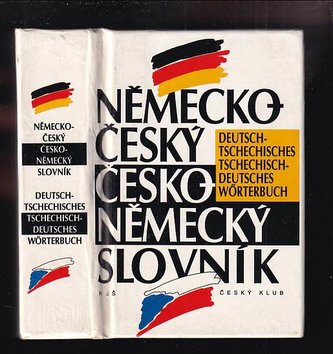 NĚMECKO-
ČESKÝ
ČESKO-
NĚMECKÝ
SLOVNÍK
DEUTSCH-
TSCHECHISCHES
TSCHECHISCH-
DEUTSCHES
WÖRTERBUCH
NĚMECKO-
ČESKÝ
ČESKO-
NĚMECKÝ
SLOVNÍK
DEUTSCH-
TSCHECHISCHES
TSCHECHISCH-
DEUTSCHES
WÖRTERBUCH
ČESKÝ KLUB